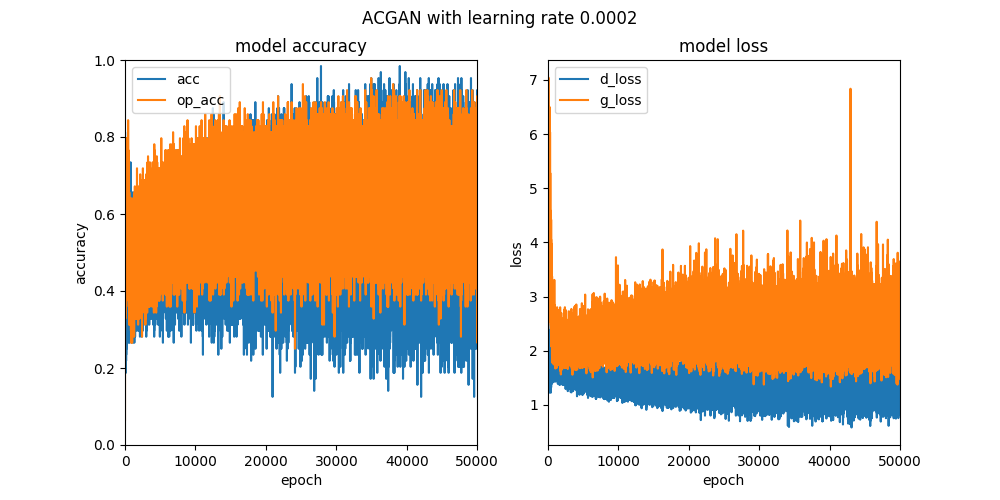 ACGAN with learning rate 0.0002
model accuracy
acc
op_acc
accuracy
1.0
0.8
0.6
0.4
0.2
0.0
0 10000 20000 30000 40000 50000
epoch
model loss
d_loss
g_loss
loss
7
6
5
4
3
2
1
0 10000 20000 30000 40000 50000
epoch